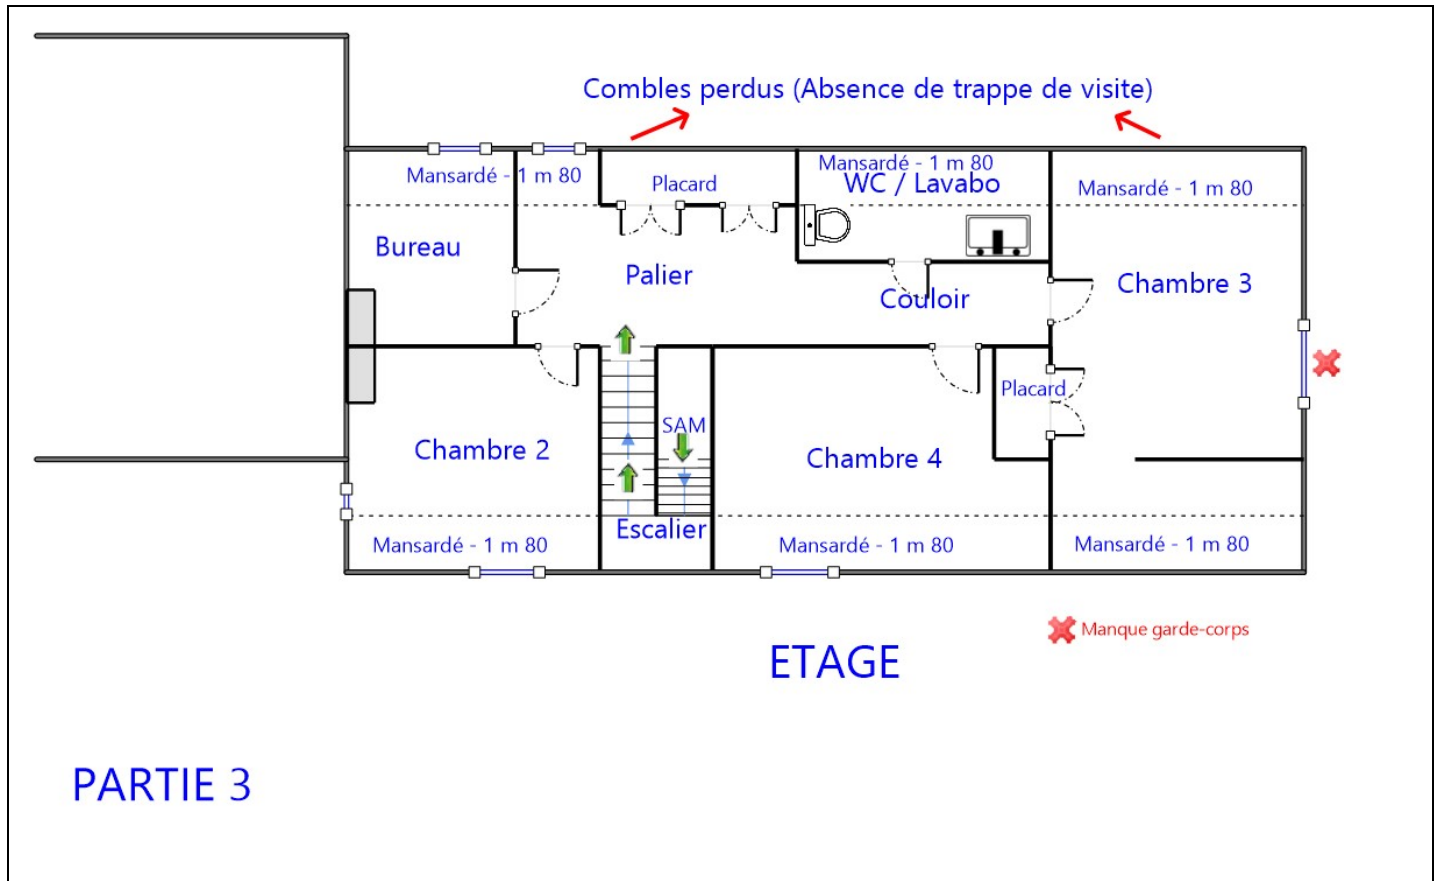 Combles perdus (Absence de trappe de visite)
Mansardé - 1 m 80
Mansardé - 1 m 80
Placard
WC / Lavabo
Mansardé - 1 m 80
Bureau
Palier
Couloir
Chambre 3
Placard
SAM
Chambre 2
Chambre 4
Escalier
Mansardé - 1 m 80
Mansardé - 1 m 80
Mansardé - 1 m 80
Manque garde-corps
ETAGE
PARTIE 3